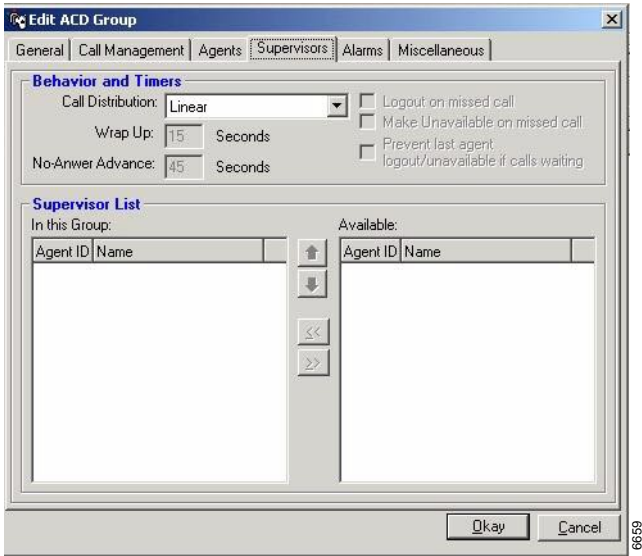 Edit ACD Group
General Call Management Agents Supervisors Alarms Miscellaneous
Behavior and Timers
Call Distribution: Linear
Logout on missed call
Make Unavailable on missed call
Wrap Up: 15 Seconds
Prevent last agent
logout/unavailable if calls waiting
No-Anwer Advance: 45 Seconds
Supervisor List
In this Group:
Agent ID Name
<<
>>
Available:
Agent ID Name
Okay Cancel
6659